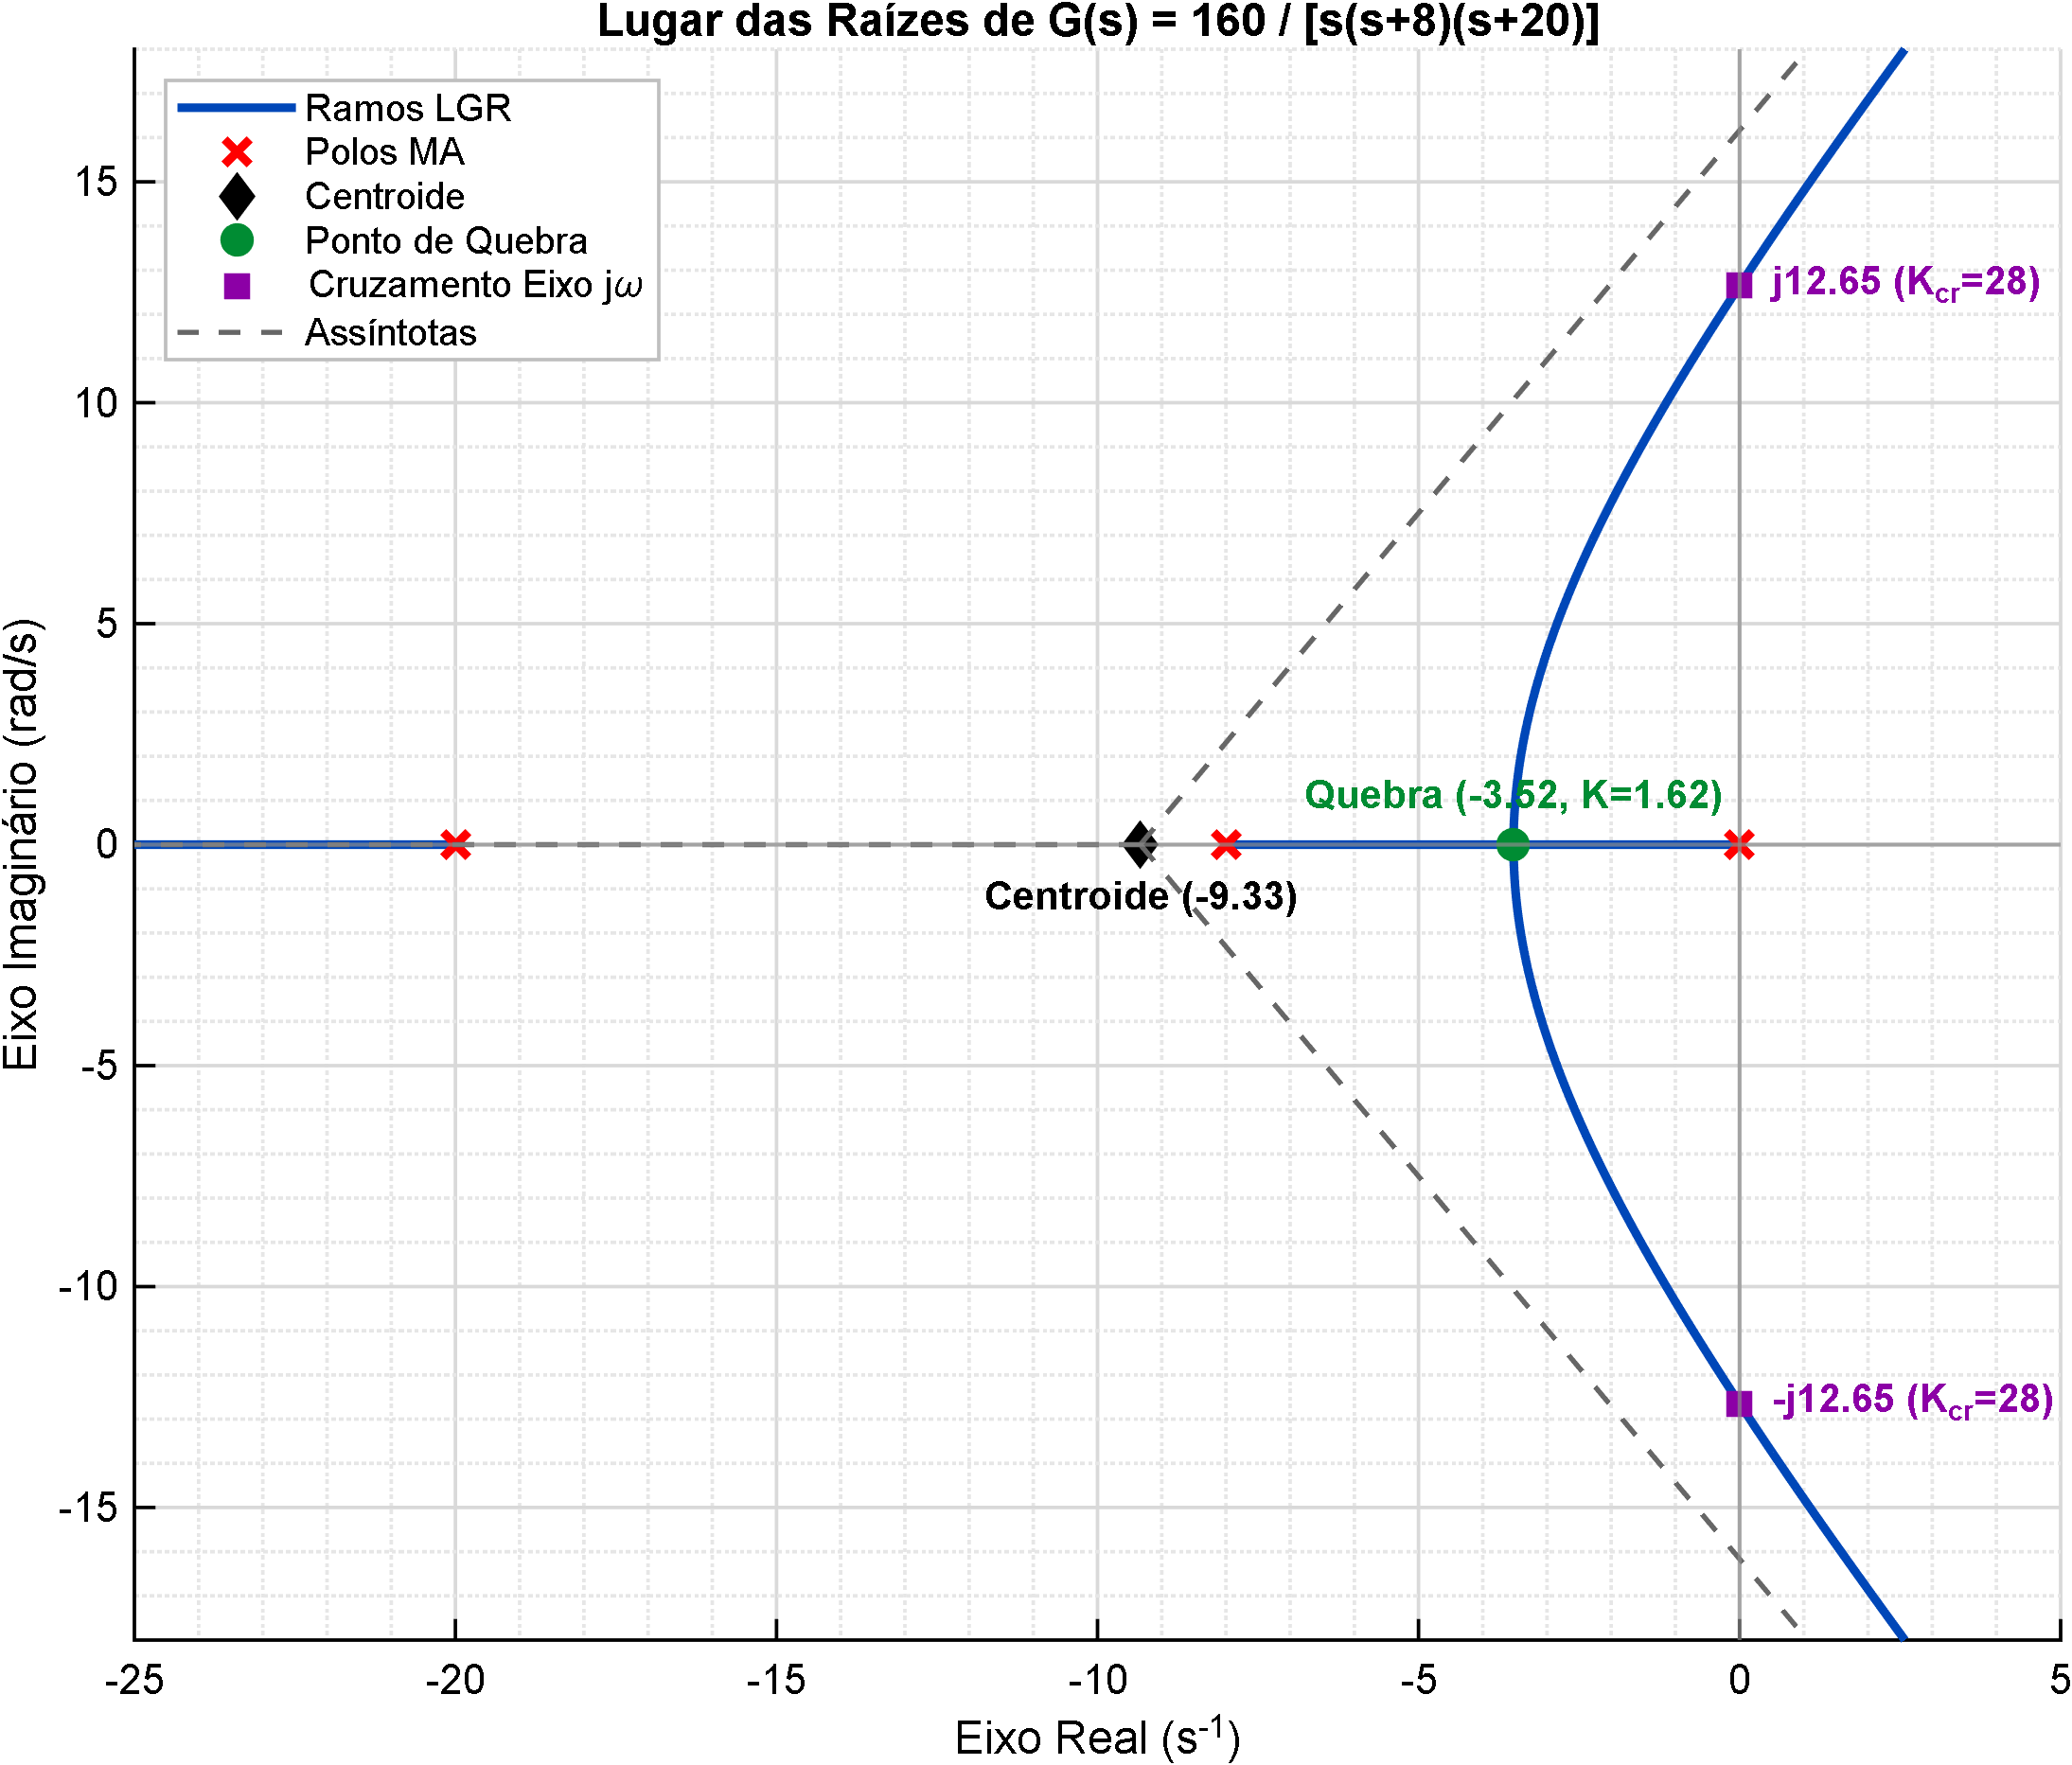 Lugar das Raízes de G(s) = 160 / [s(s+8)(s+20)]
Ramos LGR
Polos MA
Centroide
Ponto de Quebra
Cruzamento Eixo jω
Assíntotas
15
10
5
0
-5
-10
-15
Eixo Imaginário (rad/s)
j12.65 (K_cr=28)
Quebra (-3.52, K=1.62)
Centroide (-9.33)
-j12.65 (K_cr=28)
-25 -20 -15 -10 -5 0 5
Eixo Real (s⁻¹)